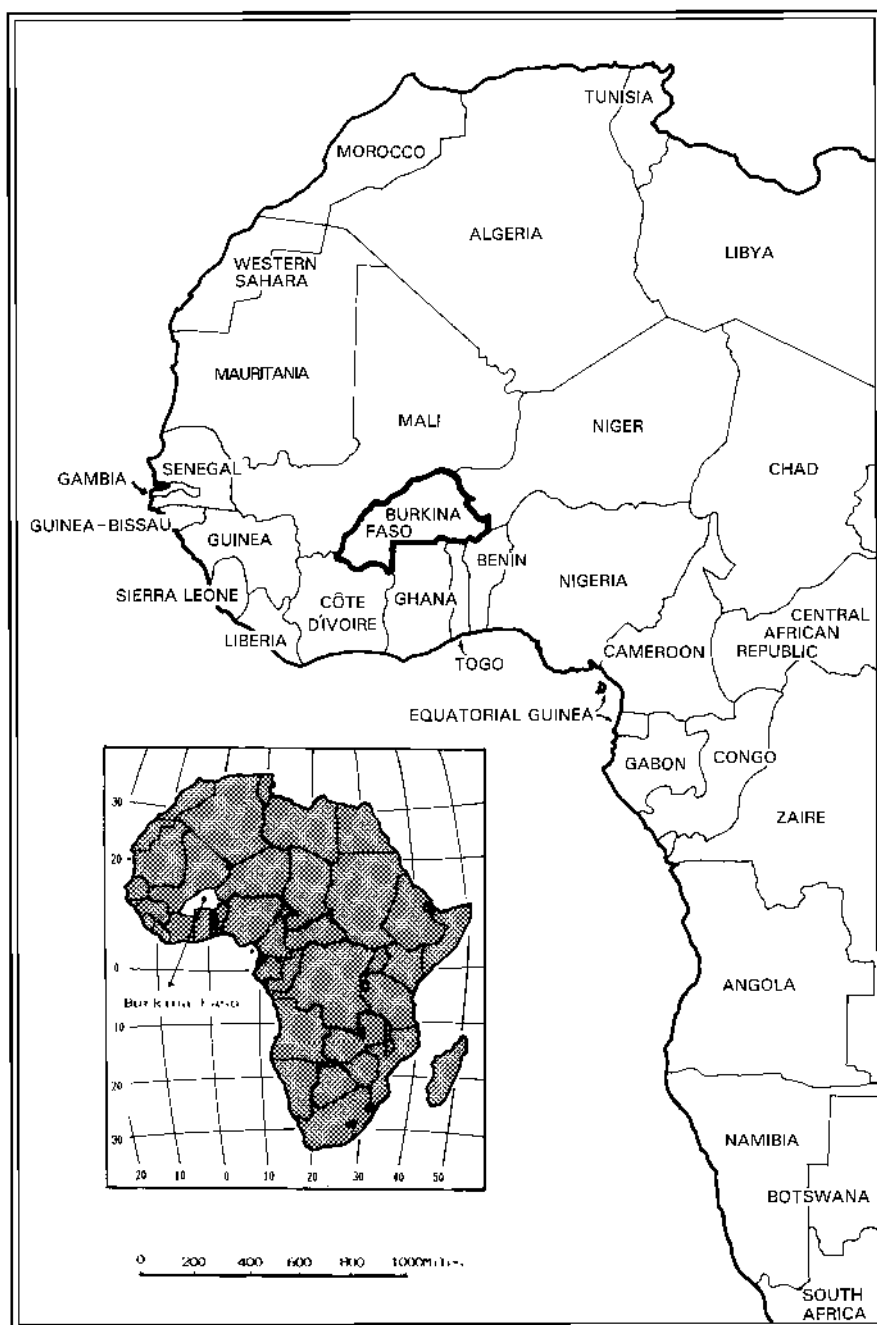 TUNISIA
MOROCCO
ALGERIA
LIBYA
WESTERN
SAHARA
MAURITANIA
MALI
NIGER
CHAD
SENEGAL
GAMBIA
GUINEA-BISSAU
BURKINA
FASO
GUINEA
BENIN
NIGERIA
SIERRA LEONE
CÔTE
D'IVOIRE
GHANA
LIBERIA
TOGO
CAMEROON
CENTRAL
AFRICAN
REPUBLIC
EQUATORIAL GUINEA
GABON
CONGO
ZAIRE
ANGOLA
NAMIBIA
BOTSWANA
SOUTH
AFRICA
30
20
0
Burkina Faso
10
20
30
20 10 0 10 20 30 40 50
0 200 400 600 800 1000Miles